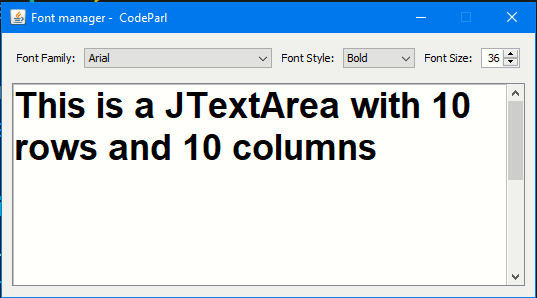 Font manager -  CodeParl
Font Family: Arial Font Style: Bold Font Size: 36
This is a JTextArea with 10
rows and 10 columns